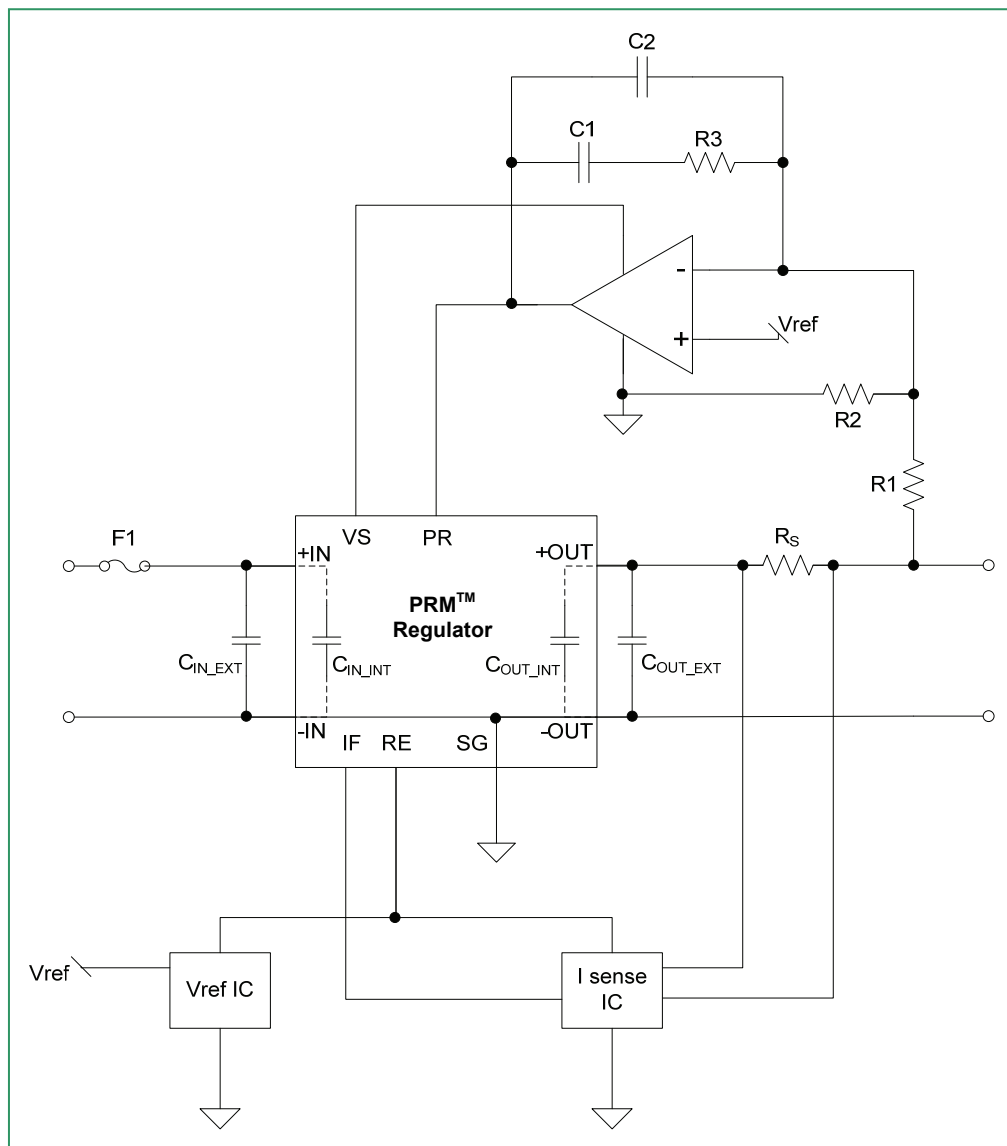 C2
C1
R3
-
+
Vref
R2
R1
F1
VS PR
+IN
+OUT
RS
PRM™
Regulator
CIN_EXT
CIN_INT
COUT_INT
COUT_EXT
-IN
-OUT
IF RE SG
Vref
Vref IC
I sense
IC